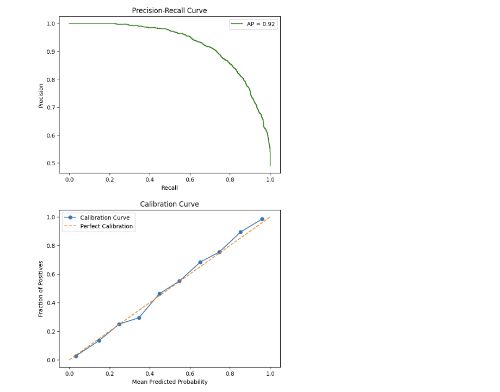 Precision-Recall Curve
AP = 0.92
1.0
0.9
0.8
0.7
0.6
0.5
Precision
0.0 0.2 0.4 0.6 0.8 1.0
Recall
Calibration Curve
Calibration Curve
Perfect Calibration
1.0
0.8
0.6
0.4
0.2
0.0
Fraction of Positives
0.0 0.2 0.4 0.6 0.8 1.0
Mean Predicted Probability